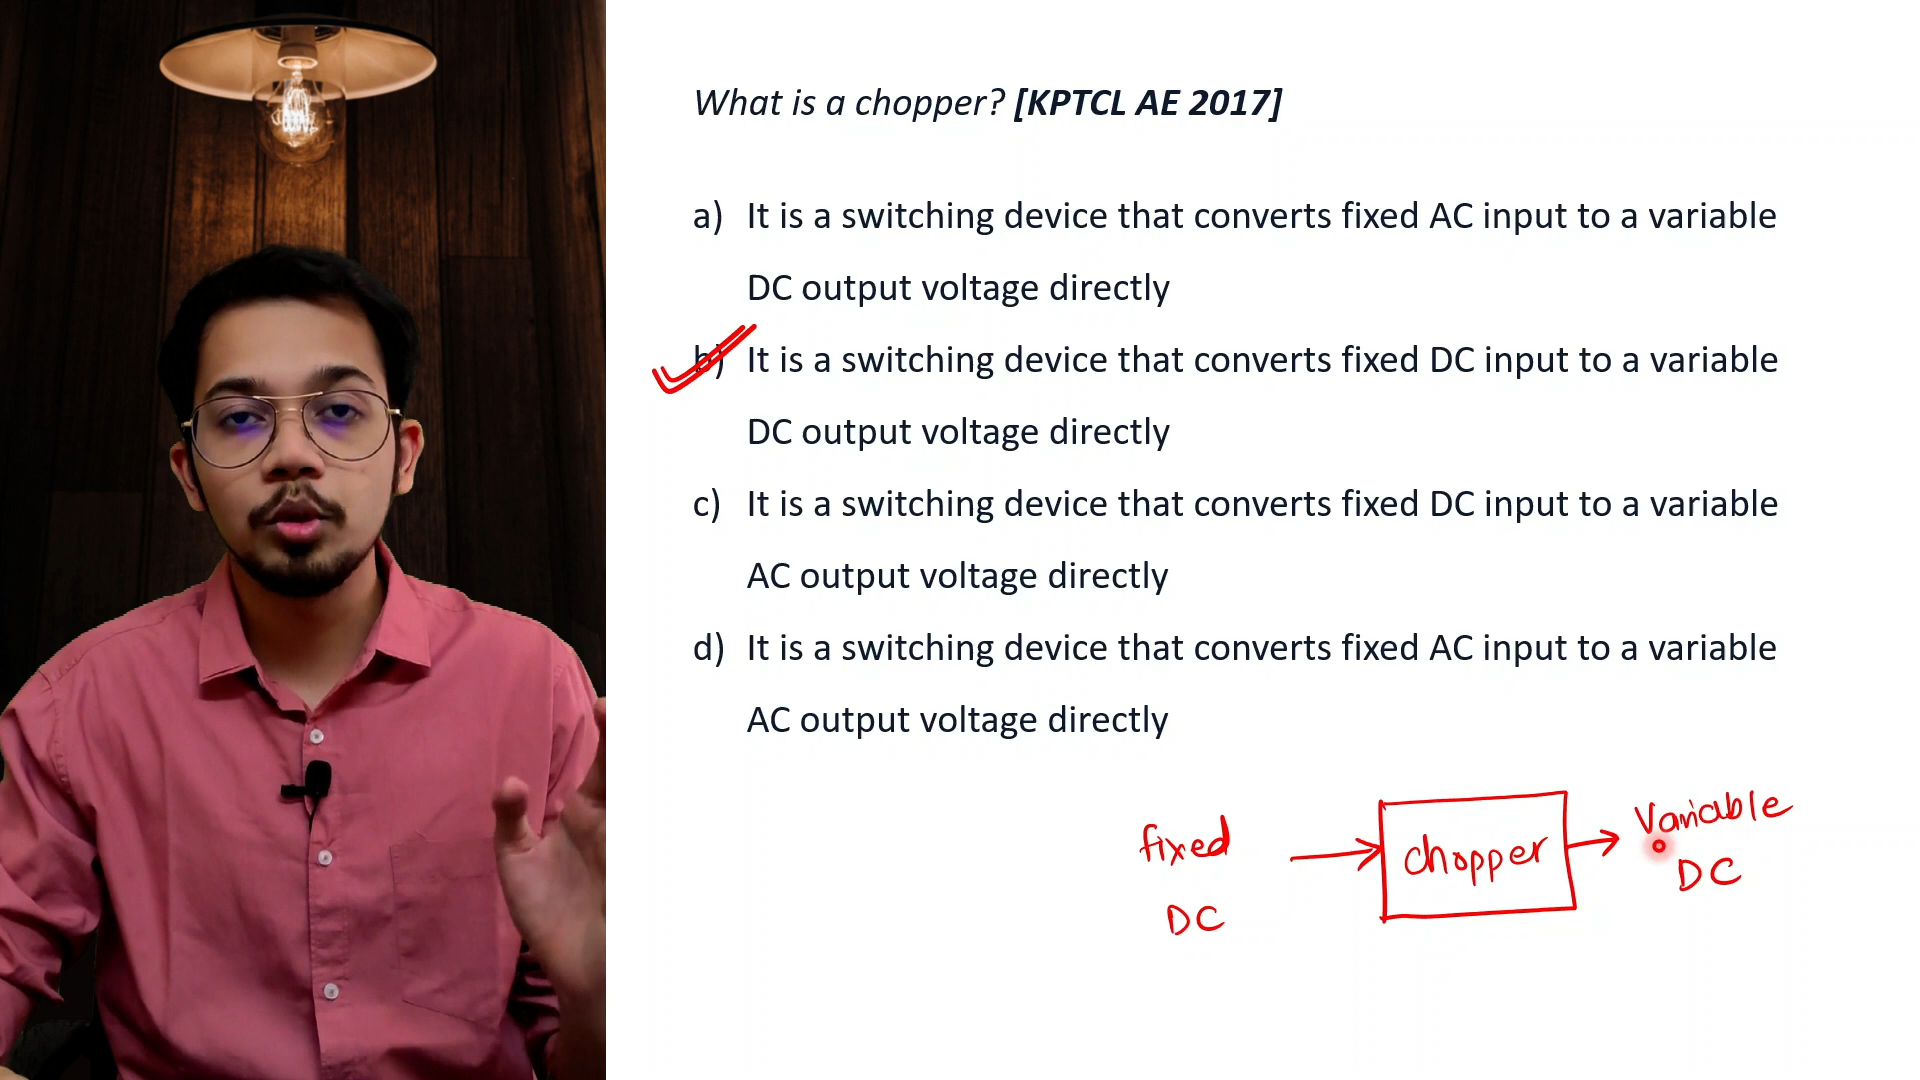 What is a chopper? [KPTCL AE 2017]
a) It is a switching device that converts fixed AC input to a variable
DC output voltage directly
b) It is a switching device that converts fixed DC input to a variable
DC output voltage directly
c) It is a switching device that converts fixed DC input to a variable
AC output voltage directly
d) It is a switching device that converts fixed AC input to a variable
AC output voltage directly
fixed
DC
chopper
Variable
DC